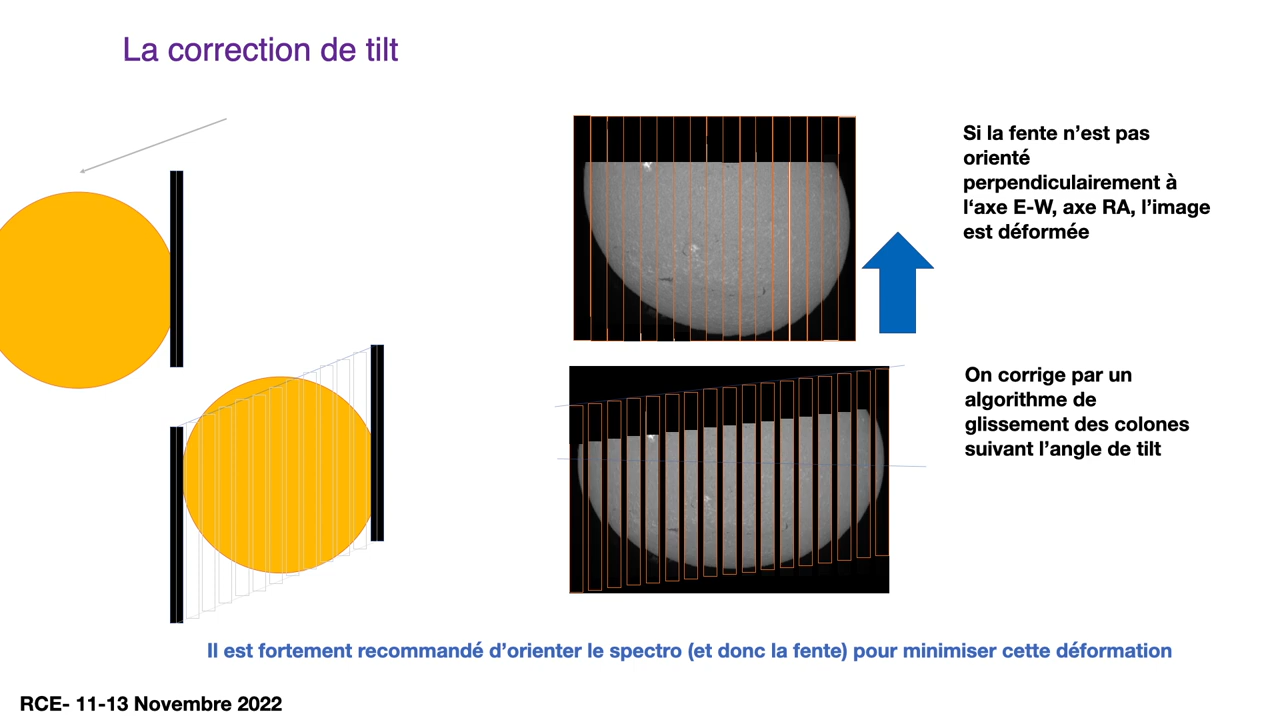 La correction de tilt
Si la fente n’est pas
orienté
perpendiculairement à
l‘axe E-W, axe RA, l’image
est déformée
On corrige par un
algorithme de
glissement des colones
suivant l’angle de tilt
Il est fortement recommandé d’orienter le spectro (et donc la fente) pour minimiser cette déformation
RCE- 11-13 Novembre 2022